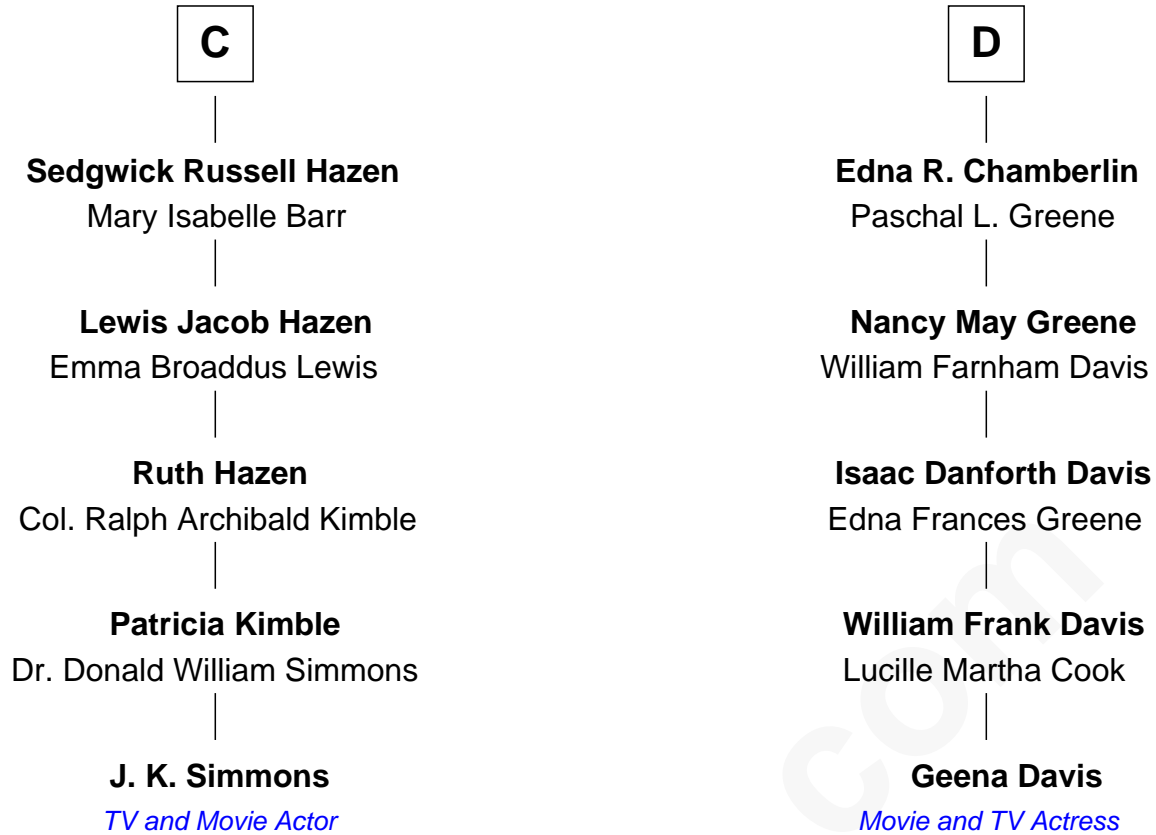 C
Sedgwick Russell Hazen
Mary Isabelle Barr
Lewis Jacob Hazen
Emma Broaddus Lewis
Ruth Hazen
Col. Ralph Archibald Kimble
Patricia Kimble
Dr. Donald William Simmons
J. K. Simmons
TV and Movie Actor
D
Edna R. Chamberlin
Paschal L. Greene
Nancy May Greene
William Farnham Davis
Isaac Danforth Davis
Edna Frances Greene
William Frank Davis
Lucille Martha Cook
Geena Davis
Movie and TV Actress
com